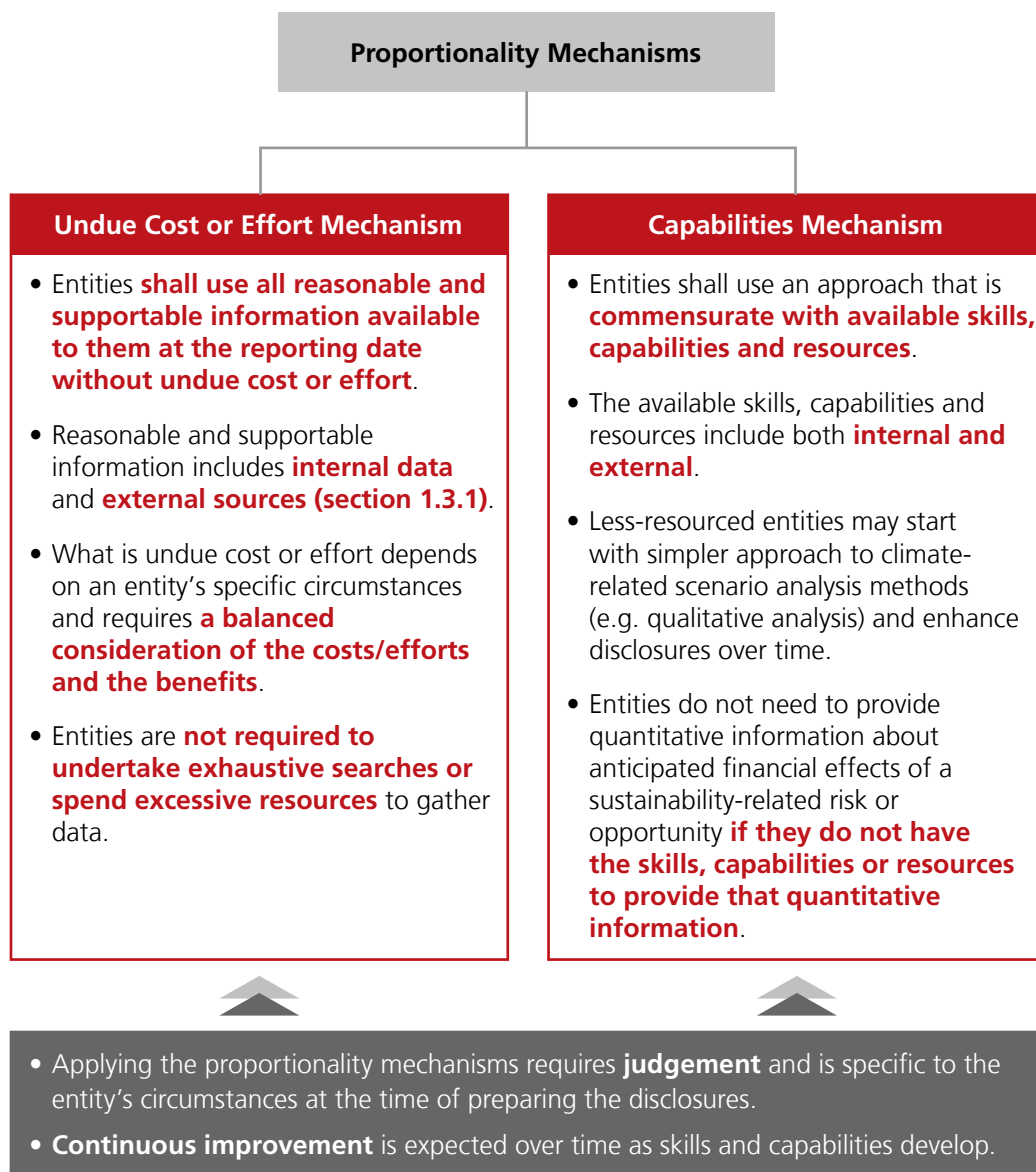 Proportionality Mechanisms
Undue Cost or Effort Mechanism
• Entities shall use all reasonable and
supportable information available
to them at the reporting date
without undue cost or effort.
• Reasonable and supportable
information includes internal data
and external sources (section 1.3.1).
• What is undue cost or effort depends
on an entity’s specific circumstances
and requires a balanced
consideration of the costs/efforts
and the benefits.
• Entities are not required to
undertake exhaustive searches or
spend excessive resources to gather
data.
Capabilities Mechanism
• Entities shall use an approach that is
commensurate with available skills,
capabilities and resources.
• The available skills, capabilities and
resources include both internal and
external.
• Less-resourced entities may start
with simpler approach to climate-
related scenario analysis methods
(e.g. qualitative analysis) and enhance
disclosures over time.
• Entities do not need to provide
quantitative information about
anticipated financial effects of a
sustainability-related risk or
opportunity if they do not have
the skills, capabilities or resources
to provide that quantitative
information.
• Applying the proportionality mechanisms requires judgement and is specific to the
entity’s circumstances at the time of preparing the disclosures.
• Continuous improvement is expected over time as skills and capabilities develop.